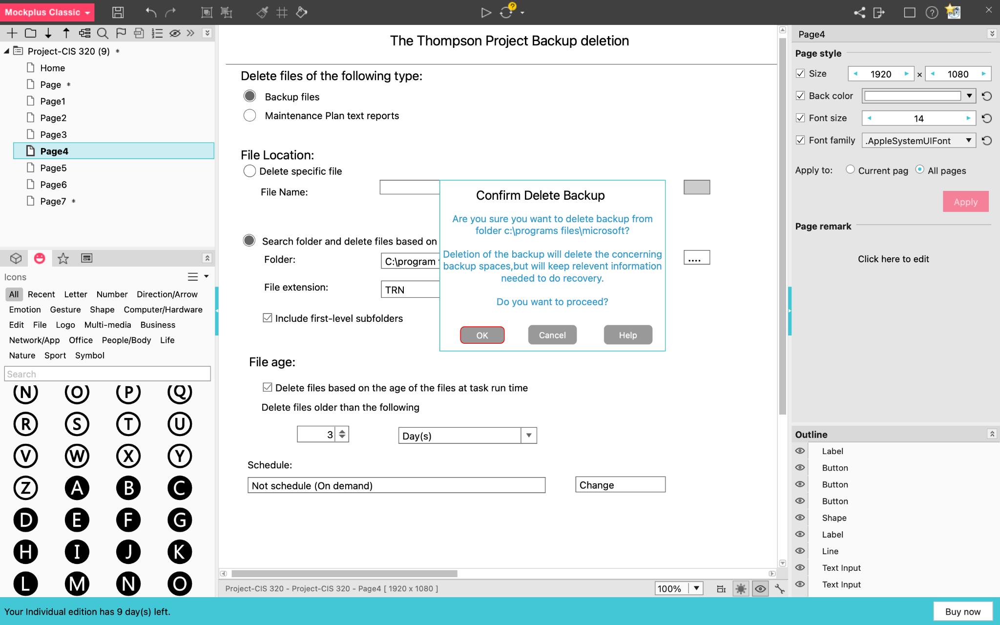 Mockplus Classic
?
?
Project-CIS 320 (9) *
Home
Page *
Page1
Page2
Page3
Page4
Page5
Page6
Page7 *
Icons
All Recent Letter Number Direction/Arrow
Emotion Gesture Shape Computer/Hardware
Edit File Logo Multi-media Business
Network/App Office People/Body Life
Nature Sport Symbol
Search
N O P Q
R S T U
V W X Y
Z A B C
D E F G
H I J K
L M N O
The Thompson Project Backup deletion
Delete files of the following type:
Backup files
Maintenance Plan text reports
File Location:
Delete specific file
File Name:
Search folder and delete files based on
Folder:
C:\program
....
File extension:
TRN
Include first-level subfolders
Confirm Delete Backup
Are you sure you want to delete backup from
folder c:\programs files\microsoft?
Deletion of the backup will delete the concerning
backup spaces,but will keep relevent information
needed to do recovery.
Do you want to proceed?
OK Cancel Help
File age:
Delete files based on the age of the files at task run time
Delete files older than the following
3 Day(s)
Schedule:
Not schedule (On demand) Change
Project-CIS 320 - Project-CIS 320 - Page4 [ 1920 x 1080 ]
100%
Page4
Page style
Size 1920 × 1080
Back color
Font size 14
Font family .AppleSystemUIFont
Apply to: Current pag All pages
Apply
Page remark
Click here to edit
Outline
Label
Button
Button
Button
Shape
Label
Line
Text Input
Text Input
Your Individual edition has 9 day(s) left.
Buy now